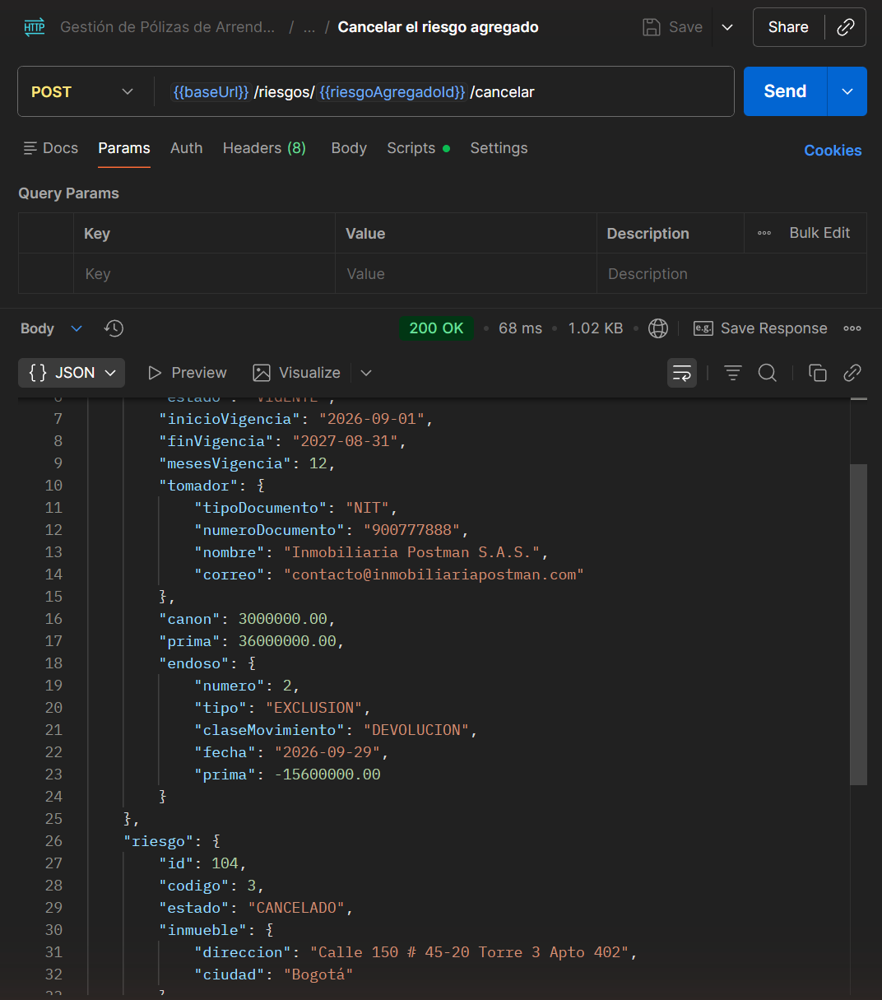 HTTP Gestión de Pólizas de Arrend... / ... / Cancelar el riesgo agregado Save Share
POST {{baseUrl}} /riesgos/ {{riesgoAgregadoId}} /cancelar Send
Docs Params Auth Headers (8) Body Scripts Settings Cookies
Query Params
Key Value Description Bulk Edit
Key Value Description
Body 200 OK • 68 ms • 1.02 KB • e.g. Save Response
{} JSON Preview Visualize
6 "estado": "VIGENTE",
7 "inicioVigencia": "2026-09-01",
8 "finVigencia": "2027-08-31",
9 "mesesVigencia": 12,
10 "tomador": {
11 "tipoDocumento": "NIT",
12 "numeroDocumento": "900777888",
13 "nombre": "Inmobiliaria Postman S.A.S.",
14 "correo": "contacto@inmobiliariapostman.com"
15 },
16 "canon": 3000000.00,
17 "prima": 36000000.00,
18 "endoso": {
19 "numero": 2,
20 "tipo": "EXCLUSION",
21 "claseMovimiento": "DEVOLUCION",
22 "fecha": "2026-09-29",
23 "prima": -15600000.00
24 }
25 },
26 "riesgo": {
27 "id": 104,
28 "codigo": 3,
29 "estado": "CANCELADO",
30 "inmueble": {
31 "direccion": "Calle 150 # 45-20 Torre 3 Apto 402",
32 "ciudad": "Bogotá"